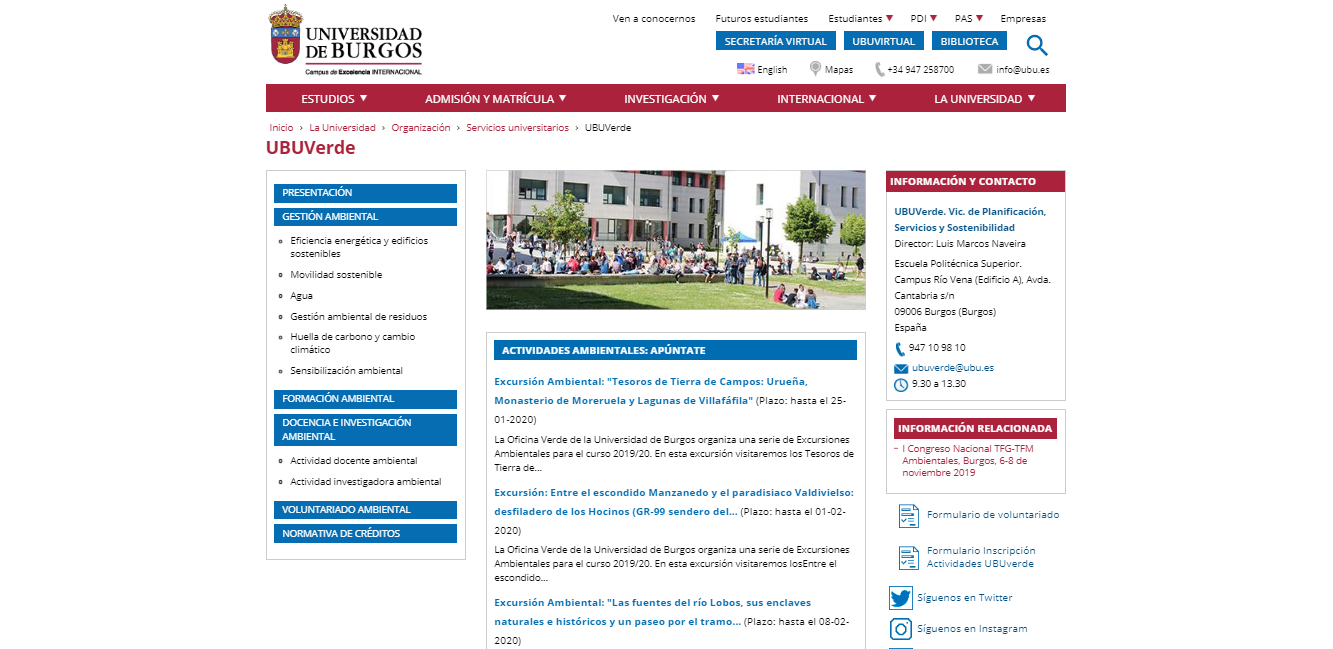 UNIVERSIDAD
DE BURGOS
Campus de Excelencia INTERNACIONAL
Ven a conocernos
Futuros estudiantes
Estudiantes
PDI
PAS
Empresas
SECRETARÍA VIRTUAL
UBUVIRTUAL
BIBLIOTECA
English
Mapas
+34 947 258700
info@ubu.es
ESTUDIOS
ADMISIÓN Y MATRÍCULA
INVESTIGACIÓN
INTERNACIONAL
LA UNIVERSIDAD
Inicio › La Universidad › Organización › Servicios universitarios › UBUVerde
UBUVerde
PRESENTACIÓN
GESTIÓN AMBIENTAL
Eficiencia energética y edificios
sostenibles
Movilidad sostenible
Agua
Gestión ambiental de residuos
Huella de carbono y cambio
climático
Sensibilización ambiental
FORMACIÓN AMBIENTAL
DOCENCIA E INVESTIGACIÓN
AMBIENTAL
Actividad docente ambiental
Actividad investigadora ambiental
VOLUNTARIADO AMBIENTAL
NORMATIVA DE CRÉDITOS
ACTIVIDADES AMBIENTALES: APÚNTATE
Excursión Ambiental: "Tesoros de Tierra de Campos: Urueña,
Monasterio de Moreruela y Lagunas de Villafáfila" (Plazo: hasta el 25-
01-2020)
La Oficina Verde de la Universidad de Burgos organiza una serie de Excursiones
Ambientales para el curso 2019/20. En esta excursión visitaremos los Tesoros de
Tierra de...
Excursión: Entre el escondido Manzanedo y el paradisiaco Valdivielso:
desfiladero de los Hocinos (GR-99 sendero del... (Plazo: hasta el 01-02-
2020)
La Oficina Verde de la Universidad de Burgos organiza una serie de Excursiones
Ambientales para el curso 2019/20. En esta excursión visitaremos losEntre el
escondido...
Excursión Ambiental: "Las fuentes del río Lobos, sus enclaves
naturales e históricos y un paseo por el tramo... (Plazo: hasta el 08-02-
2020)
INFORMACIÓN Y CONTACTO
UBUVerde. Vic. de Planificación,
Servicios y Sostenibilidad
Director: Luis Marcos Naveira
Escuela Politécnica Superior.
Campus Río Vena (Edificio A), Avda.
Cantabria s/n
09006 Burgos (Burgos)
España
947 10 98 10
ubuverde@ubu.es
9.30 a 13.30
INFORMACIÓN RELACIONADA
– I Congreso Nacional TFG-TFM
Ambientales, Burgos, 6-8 de
noviembre 2019
Formulario de voluntariado
Formulario Inscripción
Actividades UBUverde
Síguenos en Twitter
Síguenos en Instagram